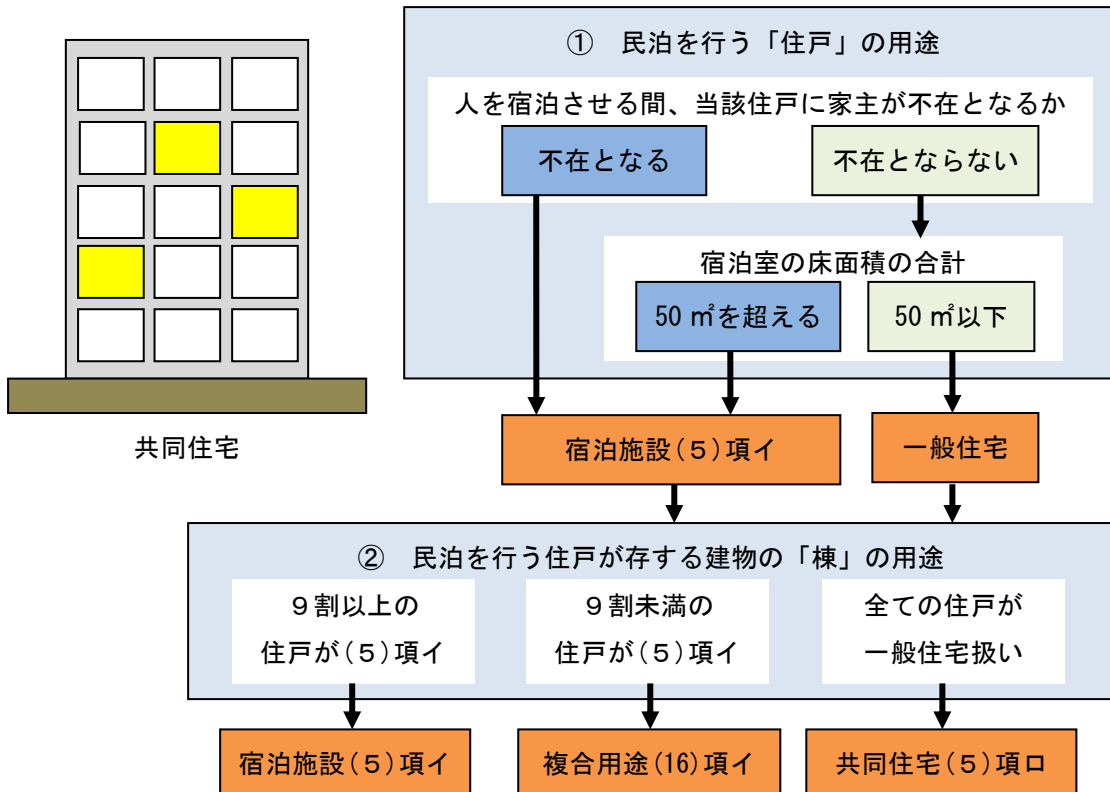 ① 民泊を行う「住戸」の用途
人を宿泊させる間、当該住戸に家主が不在となるか
不在となる
不在とならない
宿泊室の床面積の合計
50 ㎡を超える
50 ㎡以下
共同住宅
宿泊施設(５)項イ
一般住宅
② 民泊を行う住戸が存する建物の「棟」の用途
９割以上の
住戸が(５)項イ
９割未満の
住戸が(５)項イ
全ての住戸が
一般住宅扱い
宿泊施設(５)項イ
複合用途(16)項イ
共同住宅(５)項ロ